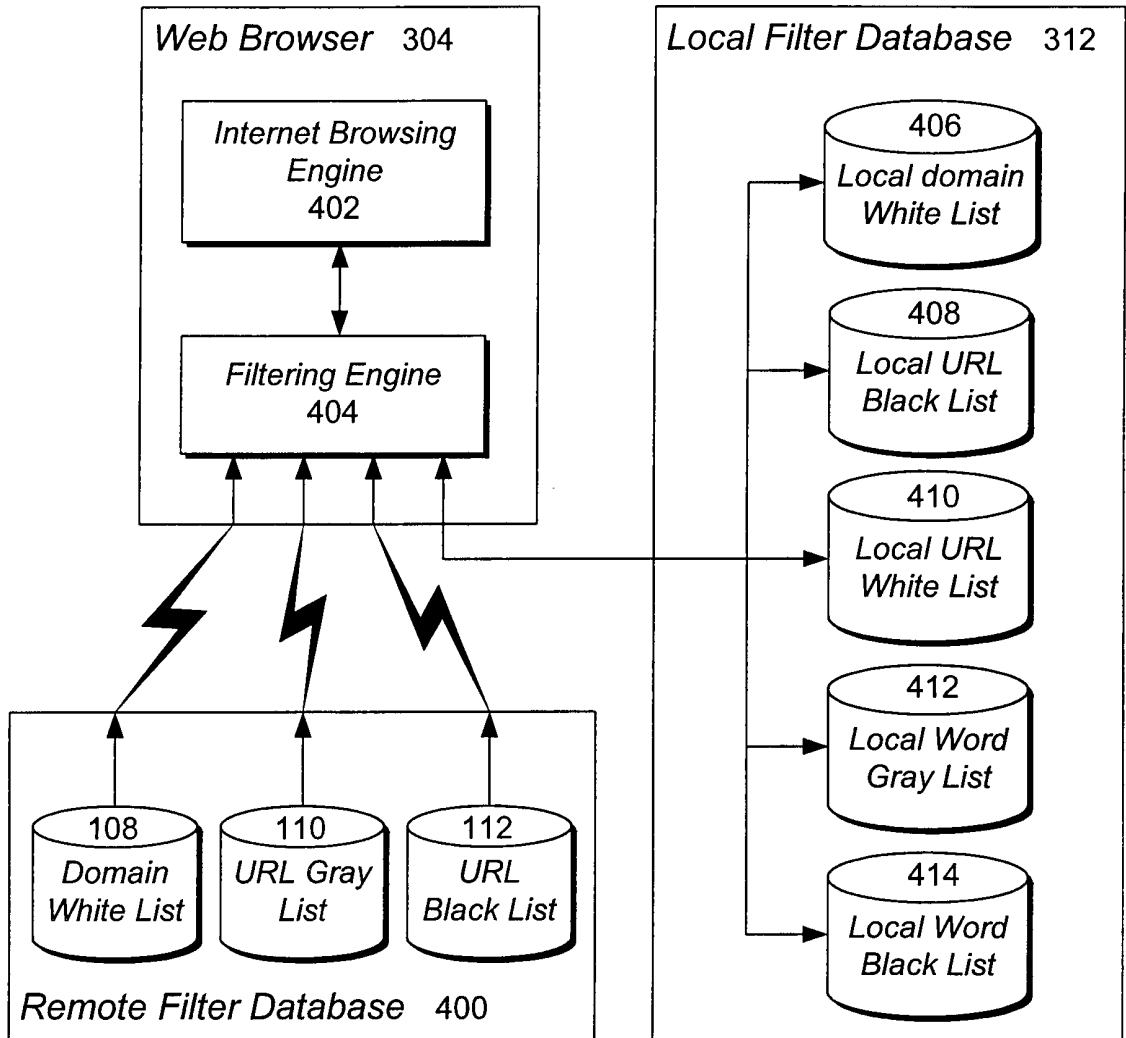 Web Browser 304
Internet Browsing
Engine
402
Filtering Engine
404
Local Filter Database 312
406
Local domain
White List
408
Local URL
Black List
410
Local URL
White List
412
Local Word
Gray List
414
Local Word
Black List
108
Domain
White List
110
URL Gray
List
112
URL
Black List
Remote Filter Database 400